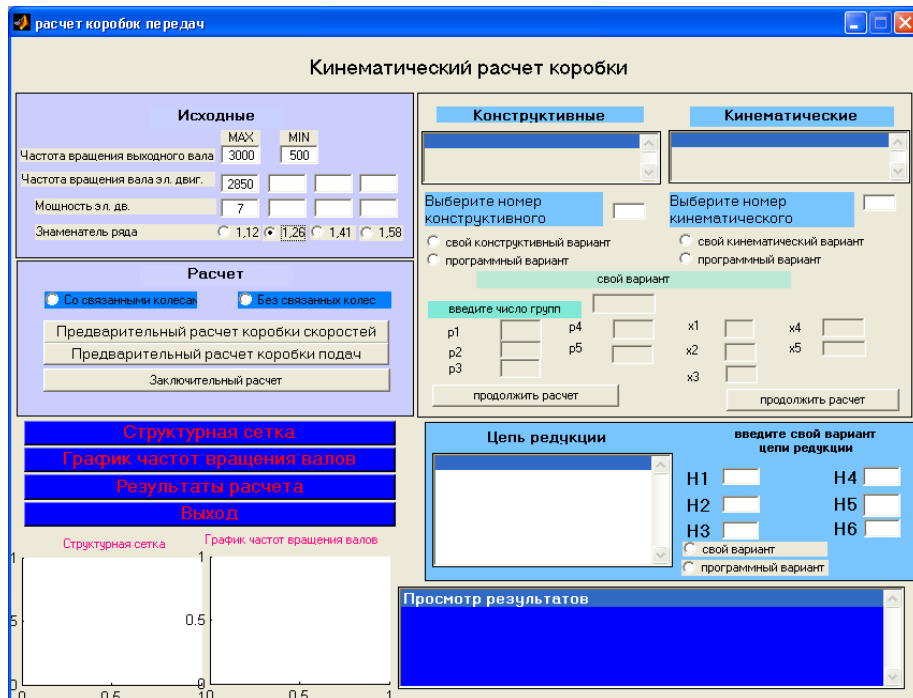 расчет коробок передач
Кинематический расчет коробки
Исходные
MAX MIN
Частота вращения выходного вала 3000 500
Частота вращения вала эл. двиг. 2850
Мощность эл. дв. 7
Знаменатель ряда 1,12 1,26 1,41 1,58
Расчет
Со связанными колесам Без связанных колес
Предварительный расчет коробки скоростей
Предварительный расчет коробки подач
Заключительный расчет
Структурная сетка
График частот вращения валов
Результаты расчета
Выход
Структурная сетка График частот вращения валов
1 1
5 0.5
0 0
0 0.5 10 0.5 1
Конструктивные Кинематические
Выберите номер
конструктивного
Выберите номер
кинематического
свой конструктивный вариант
программный вариант
свой кинематический вариант
программный вариант
свой вариант
введите число групп
p1 p4 x1 x4
p2 p5 x2 x5
p3 x3
продолжить расчет продолжить расчет
Цепь редукции
введите свой вариант
цепи редукции
H1 H4
H2 H5
H3 H6
свой вариант
программный вариант
Просмотр результатов